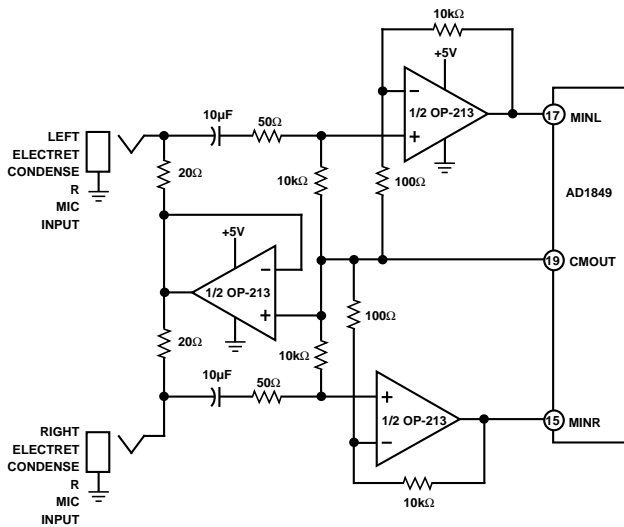 10kΩ
+5V
1/2 OP-213
17 MINL
10µF
50Ω
LEFT
ELECTRET
CONDENSE
R
MIC
INPUT
20Ω
10kΩ
100Ω
AD1849
+5V
19 CMOUT
1/2 OP-213
100Ω
20Ω
10kΩ
10µF
50Ω
1/2 OP-213
15 MINR
RIGHT
ELECTRET
CONDENSE
R
MIC
INPUT
10kΩ